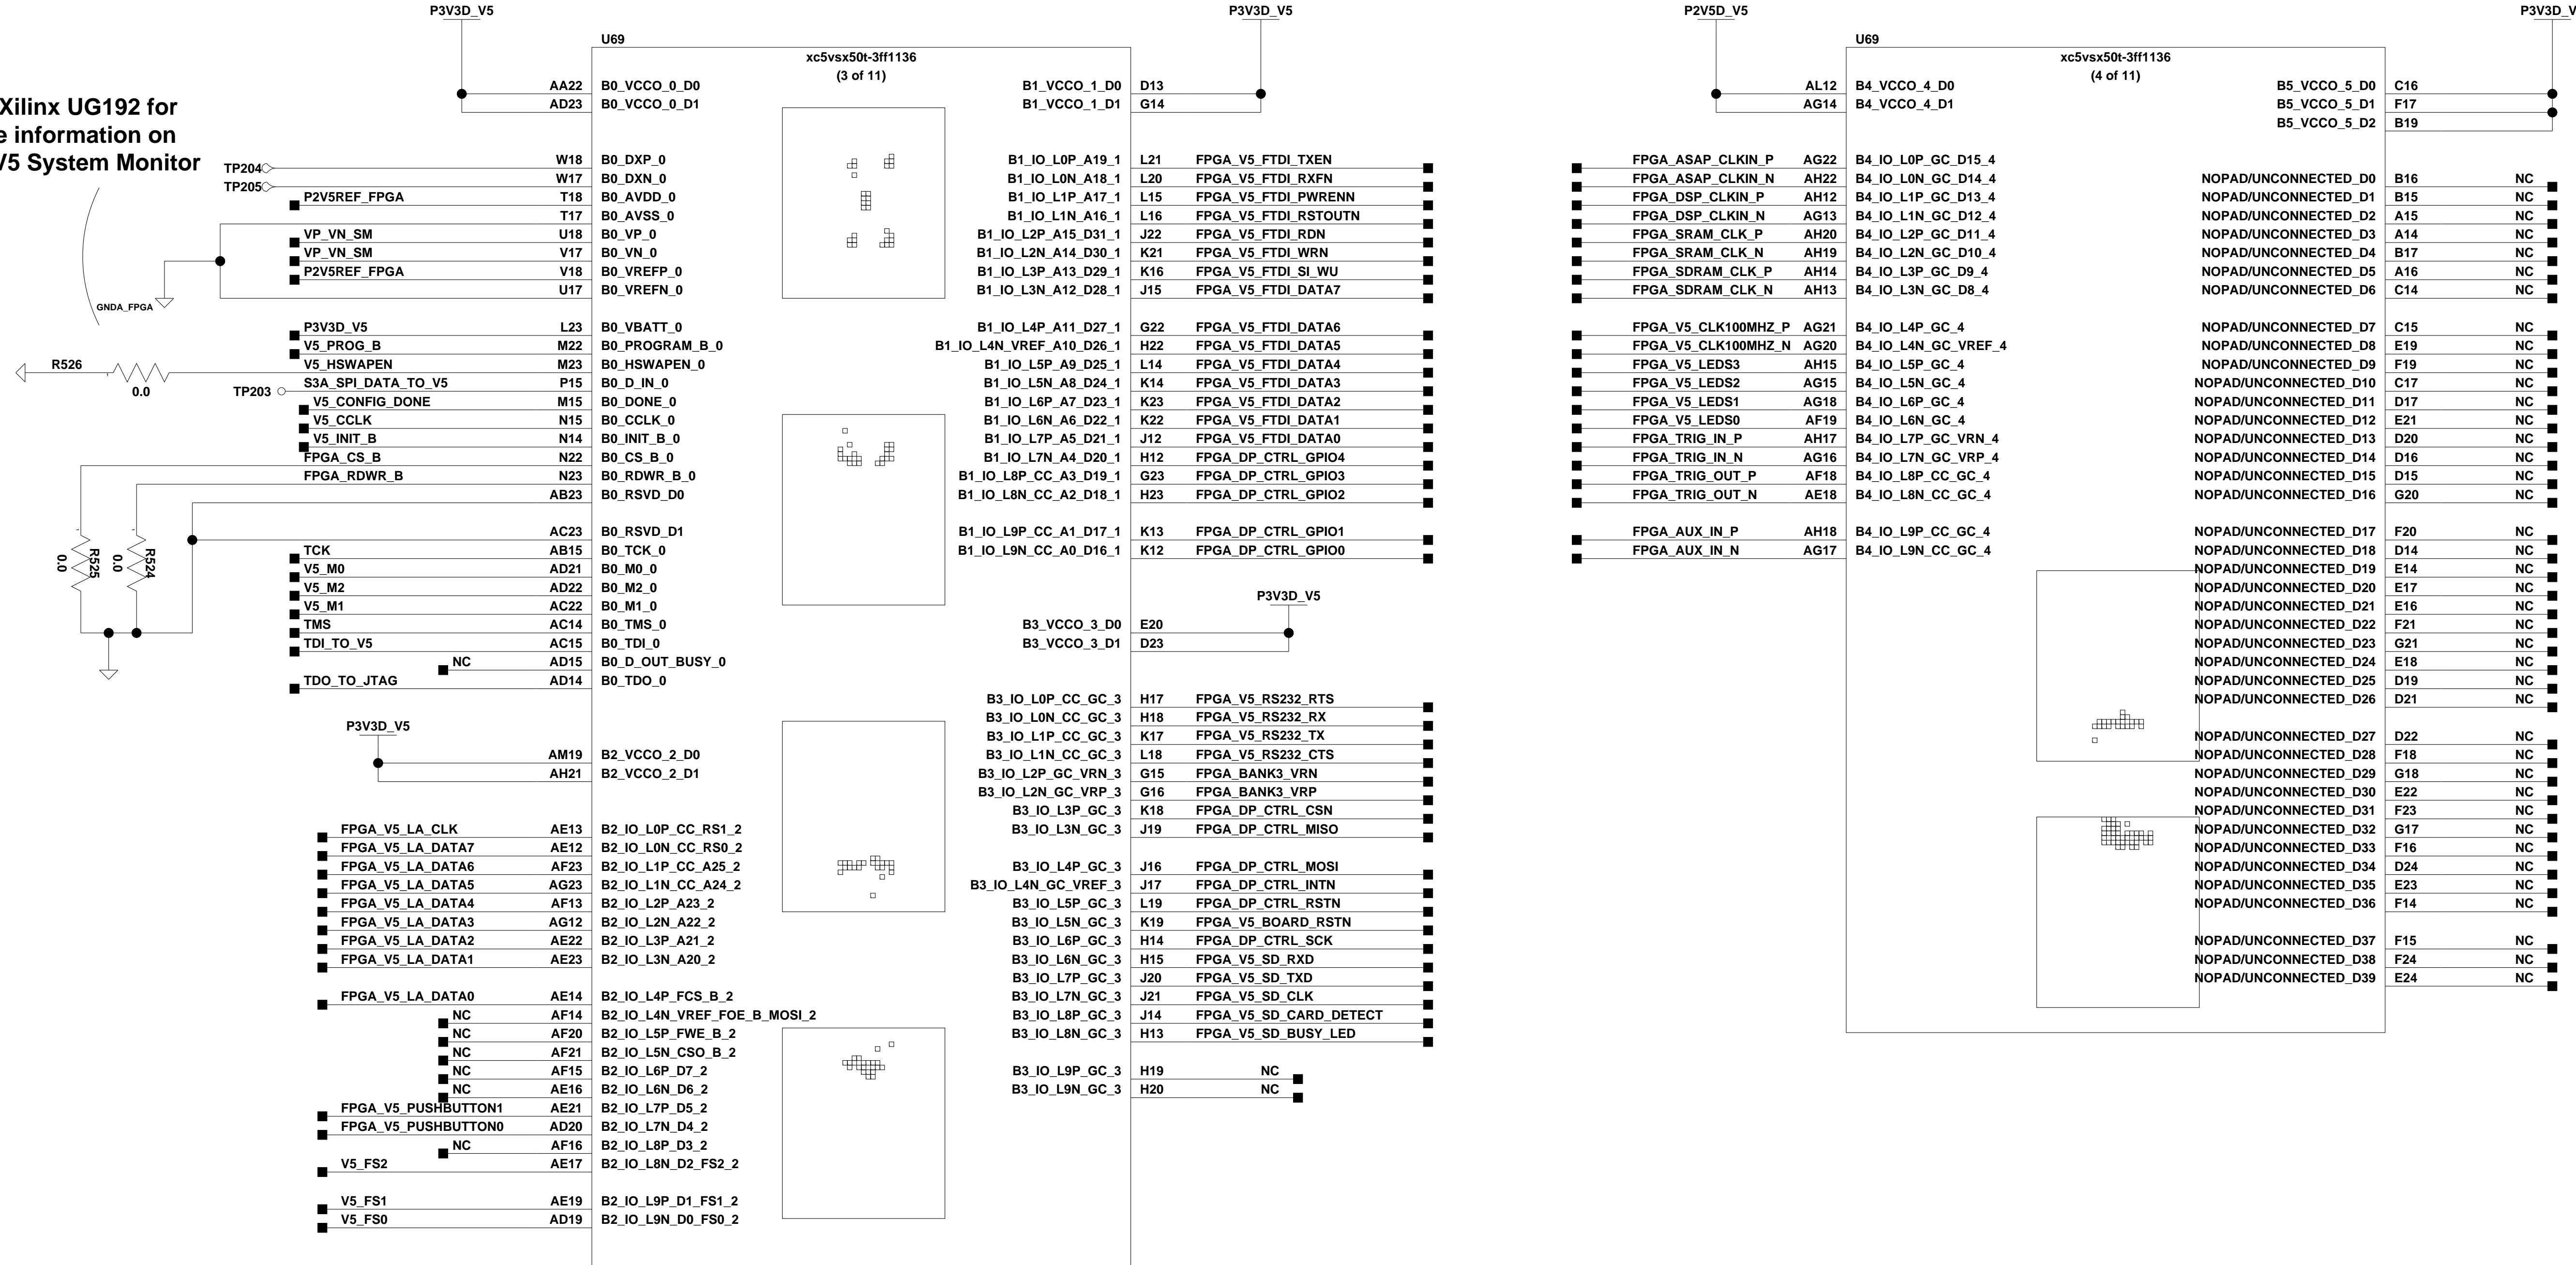 P3V3D_V5
P3V3D_V5
P2V5D_V5
P3V3D_V
U69
xc5vsx50t-3ff1136
(3 of 11)
Xilinx UG192 for
e information on
V5 System Monitor
AA22 B0_VCCO_0_D0
AD23 B0_VCCO_0_D1
TP204 W18 B0_DXP_0
TP205 W17 B0_DXN_0
P2V5REF_FPGA T18 B0_AVDD_0
T17 B0_AVSS_0
VP_VN_SM U18 B0_VP_0
VP_VN_SM V17 B0_VN_0
P2V5REF_FPGA V18 B0_VREFP_0
U17 B0_VREFN_0
GNDA_FPGA
P3V3D_V5 L23 B0_VBATT_0
V5_PROG_B M22 B0_PROGRAM_B_0
R526 V5_HSWAPEN M23 B0_HSWAPEN_0
0.0
TP203 S3A_SPI_DATA_TO_V5 P15 B0_D_IN_0
V5_CONFIG_DONE M15 B0_DONE_0
V5_CCLK N15 B0_CCLK_0
V5_INIT_B N14 B0_INIT_B_0
FPGA_CS_B N22 B0_CS_B_0
FPGA_RDWR_B N23 B0_RDWR_B_0
AB23 B0_RSVD_D0
AC23 B0_RSVD_D1
R525
0.0
R524
0.0
TCK AB15 B0_TCK_0
V5_M0 AD21 B0_M0_0
V5_M2 AD22 B0_M2_0
V5_M1 AC22 B0_M1_0
TMS AC14 B0_TMS_0
TDI_TO_V5 AC15 B0_TDI_0
NC AD15 B0_D_OUT_BUSY_0
TDO_TO_JTAG AD14 B0_TDO_0
P3V3D_V5
AM19 B2_VCCO_2_D0
AH21 B2_VCCO_2_D1
FPGA_V5_LA_CLK AE13 B2_IO_L0P_CC_RS1_2
FPGA_V5_LA_DATA7 AE12 B2_IO_L0N_CC_RS0_2
FPGA_V5_LA_DATA6 AF23 B2_IO_L1P_CC_A25_2
FPGA_V5_LA_DATA5 AG23 B2_IO_L1N_CC_A24_2
FPGA_V5_LA_DATA4 AF13 B2_IO_L2P_A23_2
FPGA_V5_LA_DATA3 AG12 B2_IO_L2N_A22_2
FPGA_V5_LA_DATA2 AE22 B2_IO_L3P_A21_2
FPGA_V5_LA_DATA1 AE23 B2_IO_L3N_A20_2
FPGA_V5_LA_DATA0 AE14 B2_IO_L4P_FCS_B_2
NC AF14 B2_IO_L4N_VREF_FOE_B_MOSI_2
NC AF20 B2_IO_L5P_FWE_B_2
NC AF21 B2_IO_L5N_CSO_B_2
NC AF15 B2_IO_L6P_D7_2
NC AE16 B2_IO_L6N_D6_2
FPGA_V5_PUSHBUTTON1 AE21 B2_IO_L7P_D5_2
FPGA_V5_PUSHBUTTON0 AD20 B2_IO_L7N_D4_2
NC AF16 B2_IO_L8P_D3_2
V5_FS2 AE17 B2_IO_L8N_D2_FS2_2
V5_FS1 AE19 B2_IO_L9P_D1_FS1_2
V5_FS0 AD19 B2_IO_L9N_D0_FS0_2
B1_VCCO_1_D0 D13
B1_VCCO_1_D1 G14
B1_IO_L0P_A19_1 L21 FPGA_V5_FTDI_TXEN
B1_IO_L0N_A18_1 L20 FPGA_V5_FTDI_RXFN
B1_IO_L1P_A17_1 L15 FPGA_V5_FTDI_PWRENN
B1_IO_L1N_A16_1 L16 FPGA_V5_FTDI_RSTOUTN
B1_IO_L2P_A15_D31_1 J22 FPGA_V5_FTDI_RDN
B1_IO_L2N_A14_D30_1 K21 FPGA_V5_FTDI_WRN
B1_IO_L3P_A13_D29_1 K16 FPGA_V5_FTDI_SI_WU
B1_IO_L3N_A12_D28_1 J15 FPGA_V5_FTDI_DATA7
B1_IO_L4P_A11_D27_1 G22 FPGA_V5_FTDI_DATA6
B1_IO_L4N_VREF_A10_D26_1 H22 FPGA_V5_FTDI_DATA5
B1_IO_L5P_A9_D25_1 L14 FPGA_V5_FTDI_DATA4
B1_IO_L5N_A8_D24_1 K14 FPGA_V5_FTDI_DATA3
B1_IO_L6P_A7_D23_1 K23 FPGA_V5_FTDI_DATA2
B1_IO_L6N_A6_D22_1 K22 FPGA_V5_FTDI_DATA1
B1_IO_L7P_A5_D21_1 J12 FPGA_V5_FTDI_DATA0
B1_IO_L7N_A4_D20_1 H12 FPGA_DP_CTRL_GPIO4
B1_IO_L8P_CC_A3_D19_1 G23 FPGA_DP_CTRL_GPIO3
B1_IO_L8N_CC_A2_D18_1 H23 FPGA_DP_CTRL_GPIO2
B1_IO_L9P_CC_A1_D17_1 K13 FPGA_DP_CTRL_GPIO1
B1_IO_L9N_CC_A0_D16_1 K12 FPGA_DP_CTRL_GPIO0
P3V3D_V5
B3_VCCO_3_D0 E20
B3_VCCO_3_D1 D23
B3_IO_L0P_CC_GC_3 H17 FPGA_V5_RS232_RTS
B3_IO_L0N_CC_GC_3 H18 FPGA_V5_RS232_RX
B3_IO_L1P_CC_GC_3 K17 FPGA_V5_RS232_TX
B3_IO_L1N_CC_GC_3 L18 FPGA_V5_RS232_CTS
B3_IO_L2P_GC_VRN_3 G15 FPGA_BANK3_VRN
B3_IO_L2N_GC_VRP_3 G16 FPGA_BANK3_VRP
B3_IO_L3P_GC_3 K18 FPGA_DP_CTRL_CSN
B3_IO_L3N_GC_3 J19 FPGA_DP_CTRL_MISO
B3_IO_L4P_GC_3 J16 FPGA_DP_CTRL_MOSI
B3_IO_L4N_GC_VREF_3 J17 FPGA_DP_CTRL_INTN
B3_IO_L5P_GC_3 L19 FPGA_DP_CTRL_RSTN
B3_IO_L5N_GC_3 K19 FPGA_V5_BOARD_RSTN
B3_IO_L6P_GC_3 H14 FPGA_DP_CTRL_SCK
B3_IO_L6N_GC_3 H15 FPGA_V5_SD_RXD
B3_IO_L7P_GC_3 J20 FPGA_V5_SD_TXD
B3_IO_L7N_GC_3 J21 FPGA_V5_SD_CLK
B3_IO_L8P_GC_3 J14 FPGA_V5_SD_CARD_DETECT
B3_IO_L8N_GC_3 H13 FPGA_V5_SD_BUSY_LED
B3_IO_L9P_GC_3 H19 NC
B3_IO_L9N_GC_3 H20 NC
U69
xc5vsx50t-3ff1136
(4 of 11)
AL12 B4_VCCO_4_D0
AG14 B4_VCCO_4_D1
FPGA_ASAP_CLKIN_P AG22 B4_IO_L0P_GC_D15_4
FPGA_ASAP_CLKIN_N AH22 B4_IO_L0N_GC_D14_4
FPGA_DSP_CLKIN_P AH12 B4_IO_L1P_GC_D13_4
FPGA_DSP_CLKIN_N AG13 B4_IO_L1N_GC_D12_4
FPGA_SRAM_CLK_P AH20 B4_IO_L2P_GC_D11_4
FPGA_SRAM_CLK_N AH19 B4_IO_L2N_GC_D10_4
FPGA_SDRAM_CLK_P AH14 B4_IO_L3P_GC_D9_4
FPGA_SDRAM_CLK_N AH13 B4_IO_L3N_GC_D8_4
FPGA_V5_CLK100MHZ_P AG21 B4_IO_L4P_GC_4
FPGA_V5_CLK100MHZ_N AG20 B4_IO_L4N_GC_VREF_4
FPGA_V5_LEDS3 AH15 B4_IO_L5P_GC_4
FPGA_V5_LEDS2 AG15 B4_IO_L5N_GC_4
FPGA_V5_LEDS1 AG18 B4_IO_L6P_GC_4
FPGA_V5_LEDS0 AF19 B4_IO_L6N_GC_4
FPGA_TRIG_IN_P AH17 B4_IO_L7P_GC_VRN_4
FPGA_TRIG_IN_N AG16 B4_IO_L7N_GC_VRP_4
FPGA_TRIG_OUT_P AF18 B4_IO_L8P_CC_GC_4
FPGA_TRIG_OUT_N AE18 B4_IO_L8N_CC_GC_4
FPGA_AUX_IN_P AH18 B4_IO_L9P_CC_GC_4
FPGA_AUX_IN_N AG17 B4_IO_L9N_CC_GC_4
B5_VCCO_5_D0 C16
B5_VCCO_5_D1 F17
B5_VCCO_5_D2 B19
NOPAD/UNCONNECTED_D0 B16 NC
NOPAD/UNCONNECTED_D1 B15 NC
NOPAD/UNCONNECTED_D2 A15 NC
NOPAD/UNCONNECTED_D3 A14 NC
NOPAD/UNCONNECTED_D4 B17 NC
NOPAD/UNCONNECTED_D5 A16 NC
NOPAD/UNCONNECTED_D6 C14 NC
NOPAD/UNCONNECTED_D7 C15 NC
NOPAD/UNCONNECTED_D8 E19 NC
NOPAD/UNCONNECTED_D9 F19 NC
NOPAD/UNCONNECTED_D10 C17 NC
NOPAD/UNCONNECTED_D11 D17 NC
NOPAD/UNCONNECTED_D12 E21 NC
NOPAD/UNCONNECTED_D13 D20 NC
NOPAD/UNCONNECTED_D14 D16 NC
NOPAD/UNCONNECTED_D15 D15 NC
NOPAD/UNCONNECTED_D16 G20 NC
NOPAD/UNCONNECTED_D17 F20 NC
NOPAD/UNCONNECTED_D18 D14 NC
NOPAD/UNCONNECTED_D19 E14 NC
NOPAD/UNCONNECTED_D20 E17 NC
NOPAD/UNCONNECTED_D21 E16 NC
NOPAD/UNCONNECTED_D22 F21 NC
NOPAD/UNCONNECTED_D23 G21 NC
NOPAD/UNCONNECTED_D24 E18 NC
NOPAD/UNCONNECTED_D25 D19 NC
NOPAD/UNCONNECTED_D26 D21 NC
NOPAD/UNCONNECTED_D27 D22 NC
NOPAD/UNCONNECTED_D28 F18 NC
NOPAD/UNCONNECTED_D29 G18 NC
NOPAD/UNCONNECTED_D30 E22 NC
NOPAD/UNCONNECTED_D31 F23 NC
NOPAD/UNCONNECTED_D32 G17 NC
NOPAD/UNCONNECTED_D33 F16 NC
NOPAD/UNCONNECTED_D34 D24 NC
NOPAD/UNCONNECTED_D35 E23 NC
NOPAD/UNCONNECTED_D36 F14 NC
NOPAD/UNCONNECTED_D37 F15 NC
NOPAD/UNCONNECTED_D38 F24 NC
NOPAD/UNCONNECTED_D39 E24 NC